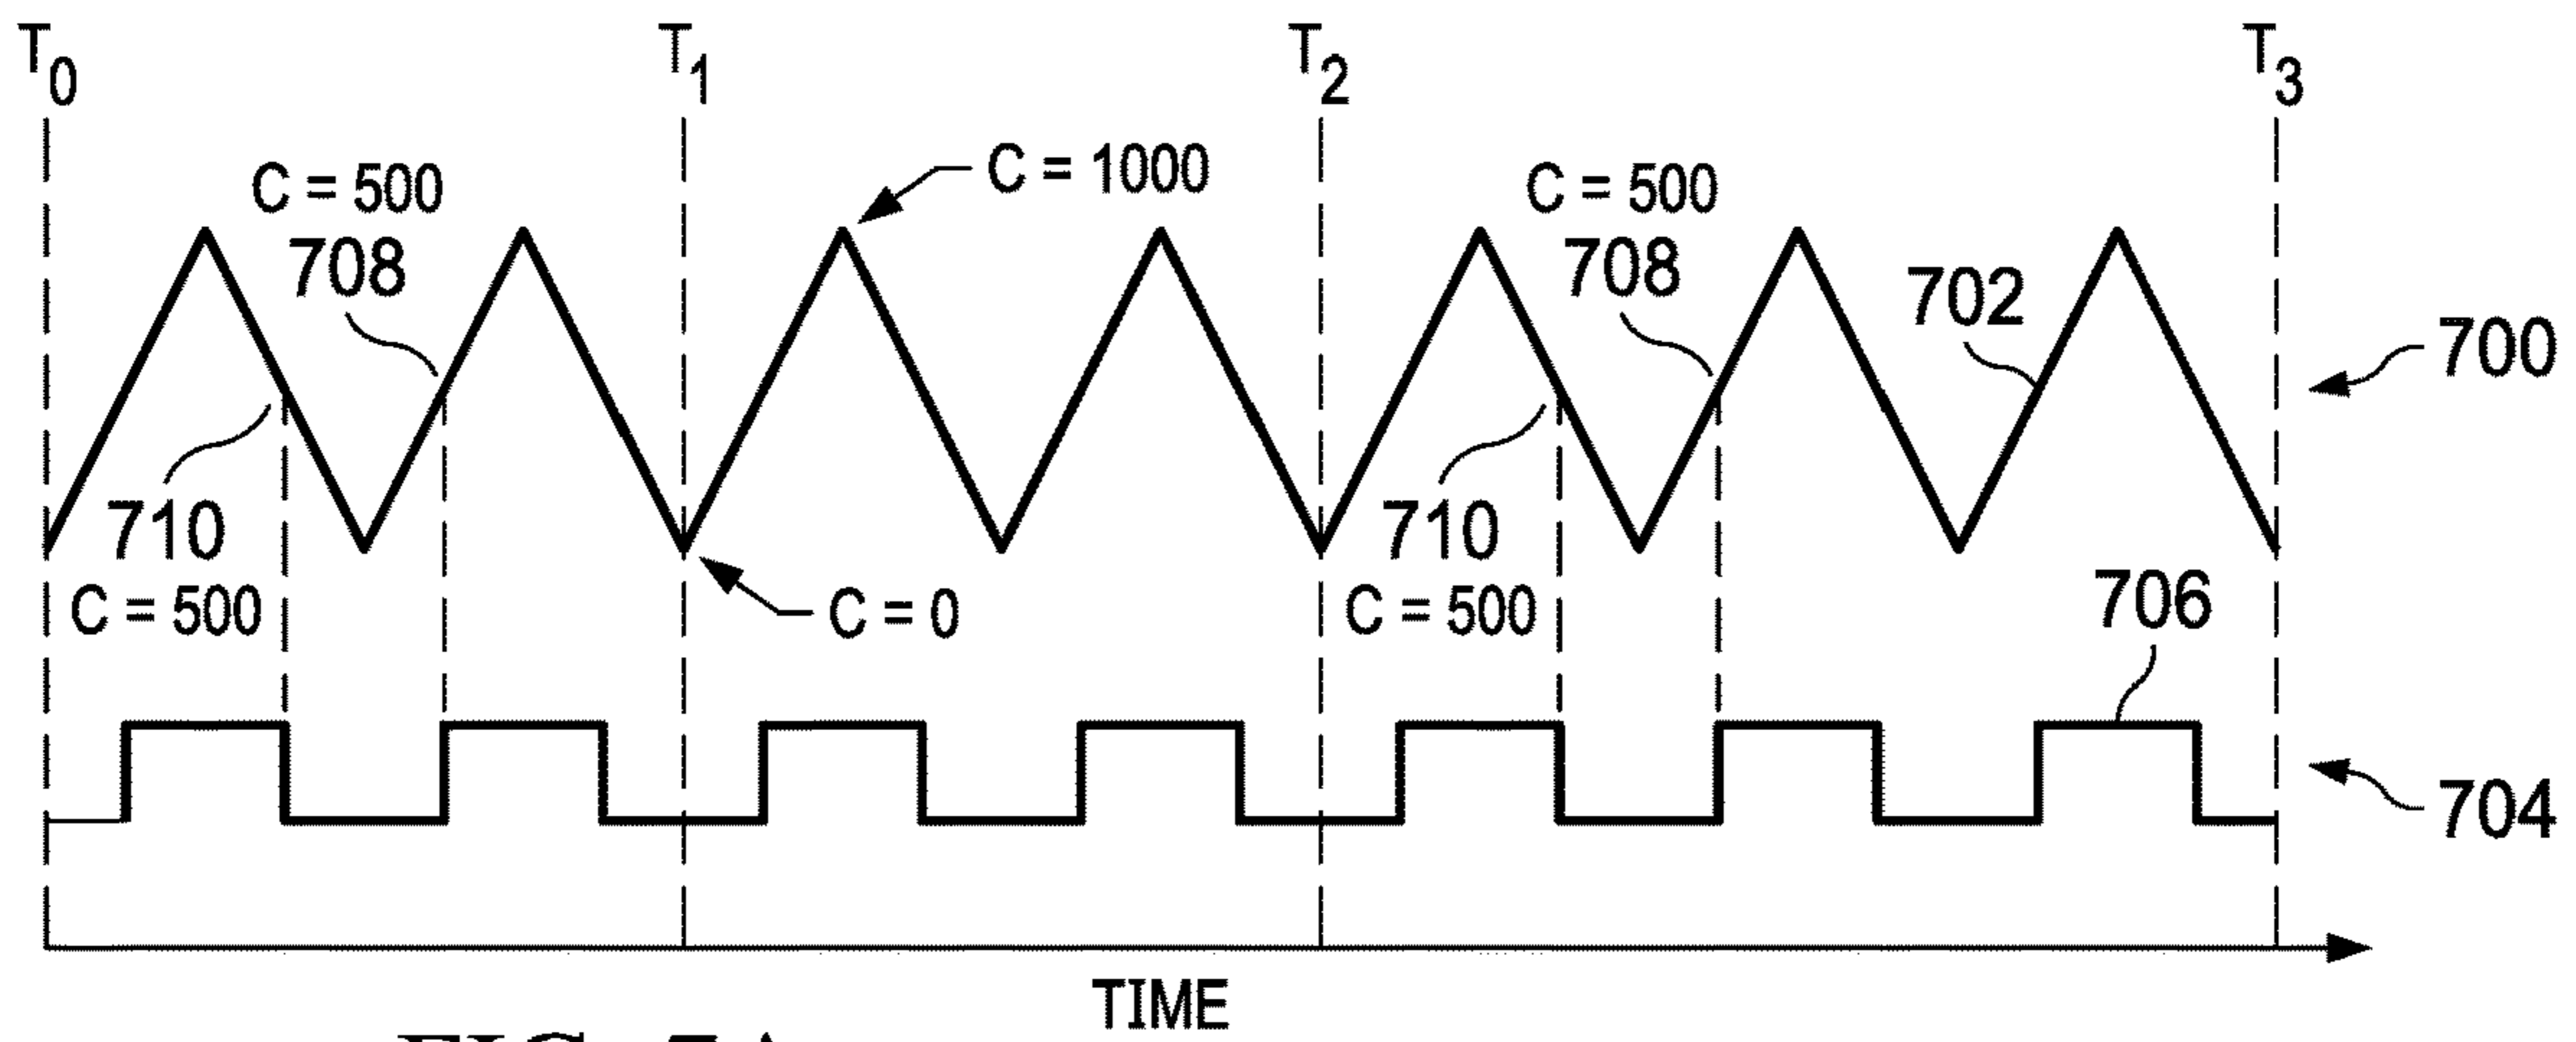 T0 T1 T2 T3
C = 500
708
C = 1000
C = 500
708
702
700
710
C = 500
C = 0
710
C = 500
706
704
TIME